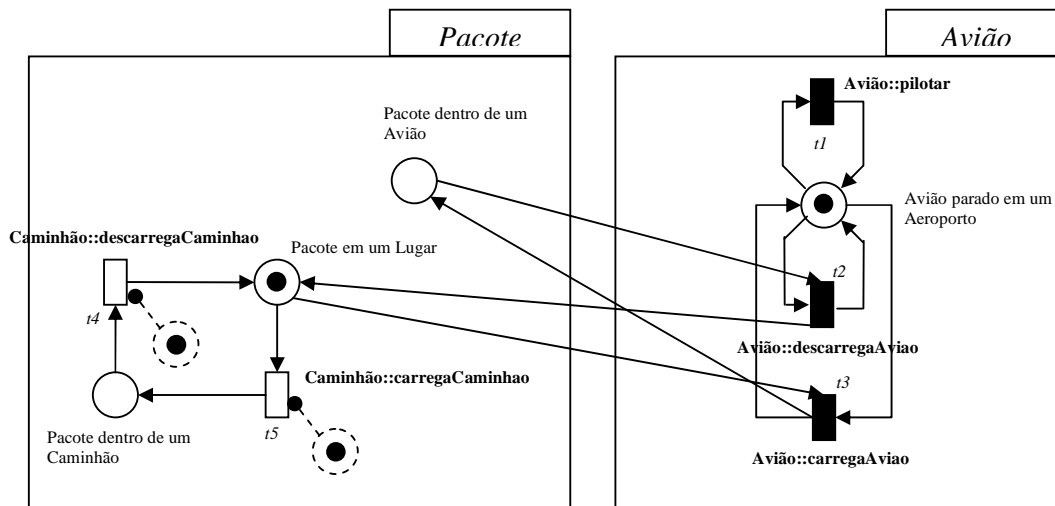 Pacote
Avião
Avião::pilotar
t1
Pacote dentro de um
Avião
Avião parado em um
Aeroporto
Caminhão::descarregaCaminhao
Pacote em um Lugar
t2
t4
Avião::descarregaAviao
Caminhão::carregaCaminhao
t3
Pacote dentro de um
Caminhão
t5
Avião::carregaAviao